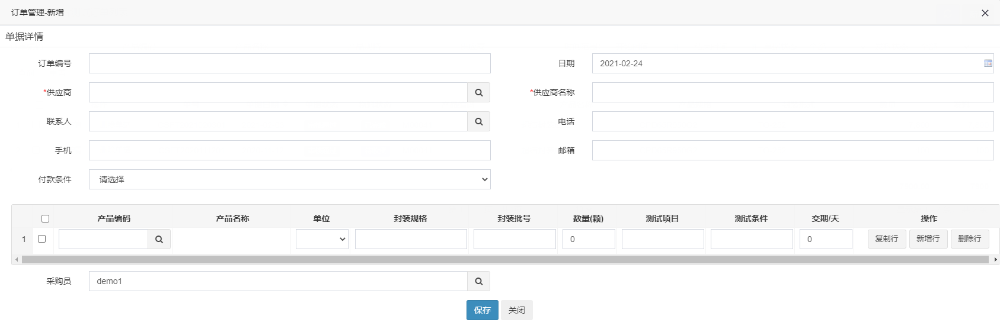 订单管理-新增
单据详情
订单编号 日期 2021-02-24
*供应商 *供应商名称
联系人 电话
手机 邮箱
付款条件 请选择
产品编码 产品名称 单位 封装规格 封装批号 数量(颗) 测试项目 测试条件 交期/天 操作
1 0 0 复制行 新增行 删除行
采购员 demo1
保存 关闭